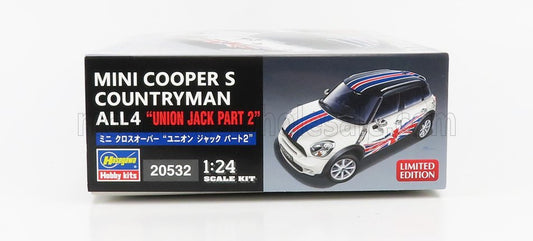 MINI COOPER S
COUNTRYMAN
ALL4 "UNION JACK PART 2"
ミニ クロスオーバー "ユニオン ジャック パート2"
Hasegawa
Hobby kits
20532
1:24
SCALE KIT
LIMITED
EDITION